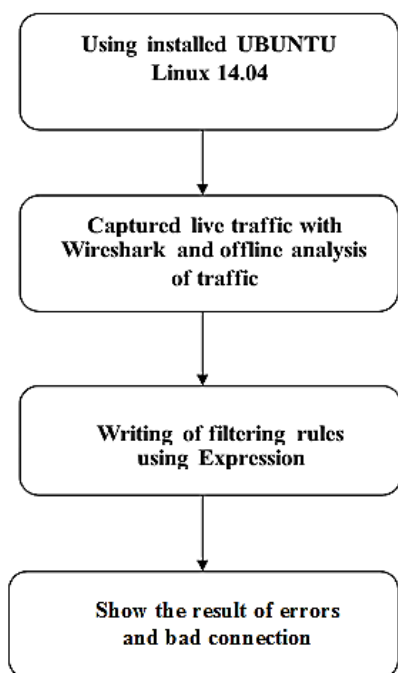 Using installed UBUNTU
Linux 14.04
Captured live traffic with
Wireshark and offline analysis
of traffic
Writing of filtering rules
using Expression
Show the result of errors
and bad connection